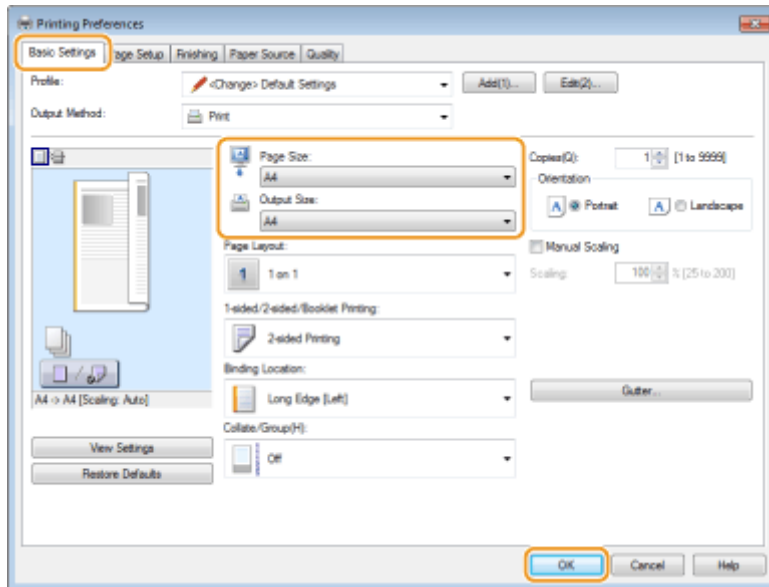 Printing Preferences
Basic Settings Page Setup Finishing Paper Source Quality
Profile: <Change> Default Settings Add(1)... Edit(2)...
Output Method: Print
Page Size:
A4
Output Size:
A4
Copies(Q): 1 [1 to 9999]
Orientation
A Portrait A Landscape
Page Layout:
1 1 on 1
Manual Scaling
Scaling: 100 % [25 to 200]
1-sided/2-sided/Booklet Printing:
2-sided Printing
Binding Location:
Long Edge [Left]
Gutter...
A4 -> A4 [Scaling: Auto]
Collate/Group(H):
Off
View Settings
Restore Defaults
OK Cancel Help